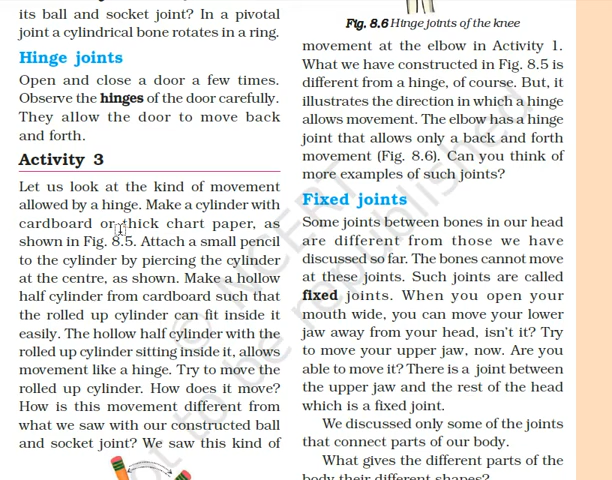 its ball and socket joint? In a pivotal
joint a cylindrical bone rotates in a ring.
Hinge joints
Open and close a door a few times.
Observe the hinges of the door carefully.
They allow the door to move back
and forth.
Activity 3
Let us look at the kind of movement
allowed by a hinge. Make a cylinder with
cardboard or thick chart paper, as
shown in Fig. 8.5. Attach a small pencil
to the cylinder by piercing the cylinder
at the centre, as shown. Make a hollow
half cylinder from cardboard such that
the rolled up cylinder can fit inside it
easily. The hollow half cylinder with the
rolled up cylinder sitting inside it, allows
movement like a hinge. Try to move the
rolled up cylinder. How does it move?
How is this movement different from
what we saw with our constructed ball
and socket joint? We saw this kind of
Fig. 8.6 Hinge joints of the knee
movement at the elbow in Activity 1.
What we have constructed in Fig. 8.5 is
different from a hinge, of course. But, it
illustrates the direction in which a hinge
allows movement. The elbow has a hinge
joint that allows only a back and forth
movement (Fig. 8.6). Can you think of
more examples of such joints?
Fixed joints
Some joints between bones in our head
are different from those we have
discussed so far. The bones cannot move
at these joints. Such joints are called
fixed joints. When you open your
mouth wide, you can move your lower
jaw away from your head, isn't it? Try
to move your upper jaw, now. Are you
able to move it? There is a joint between
the upper jaw and the rest of the head
which is a fixed joint.
We discussed only some of the joints
that connect parts of our body.
What gives the different parts of the
body their different shapes?
© NCERT
not to be republished